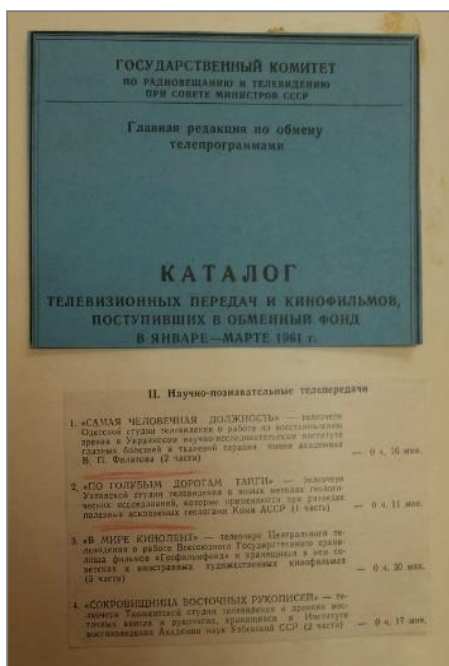 ГОСУДАРСТВЕННЫЙ КОМИТЕТ
ПО РАДИОВЕЩАНИЮ И ТЕЛЕВИДЕНИЮ
ПРИ СОВЕТЕ МИНИСТРОВ СССР
Главная редакция по обмену
телепрограммами
КАТАЛОГ
ТЕЛЕВИЗИОННЫХ ПЕРЕДАЧ И КИНОФИЛЬМОВ,
ПОСТУПИВШИХ В ОБМЕННЫЙ ФОНД
В ЯНВАРЕ—МАРТЕ 1961 г.
II. Научно-познавательные телепередачи
1. «САМАЯ ЧЕЛОВЕЧНАЯ ДОЛЖНОСТЬ» — телеочерк
Одесской студии телевидения о работе по восстановлению
зрения в Украинском научно-исследовательском институте
глазных болезней и тканевой терапии имени академика
В. П. Филатова (2 части) — 0 ч. 16 мин.
2. «ПО ГОЛУБЫМ ДОРОГАМ ТАЙГИ» — телеочерк
Ухтинской студии телевидения о новых методах геологи-
ческих исследований, которые применяются при разведке
полезных ископаемых геологами Коми АССР (1 часть) — 0 ч. 11 мин.
3. «В МИРЕ КИНОЛЕНТ» — телеочерк Центрального те-
левидения о работе Всесоюзного Государственного храни-
лища фильмов «Госфильмофонд» и хранящихся в нем со-
ветских и иностранных художественных кинофильмах
(3 части) — 0 ч. 30 мин.
4. «СОКРОВИЩНИЦА ВОСТОЧНЫХ РУКОПИСЕЙ» — те-
леочерк Ташкентской студии телевидения о древних вос-
точных книгах и рукописях, хранящихся в Институте
востоковедения Академии наук Узбекской ССР (2 части) — 0 ч. 17 мин.